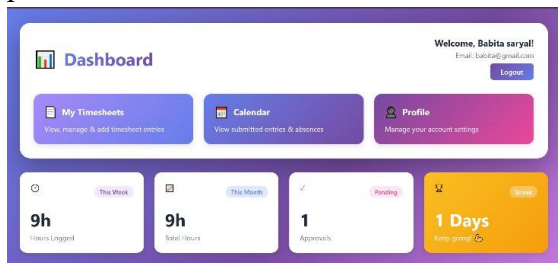 Dashboard
Welcome, Babita saryal!
Email: babita@gmail.com
Logout
My Timesheets
View, manage & add timesheet entries
Calendar
View submitted entries & absences
Profile
Manage your account settings
This Week
9h
Hours Logged
This Month
9h
Total Hours
Pending
1
Approvals
Streak
1 Days
Keep going!